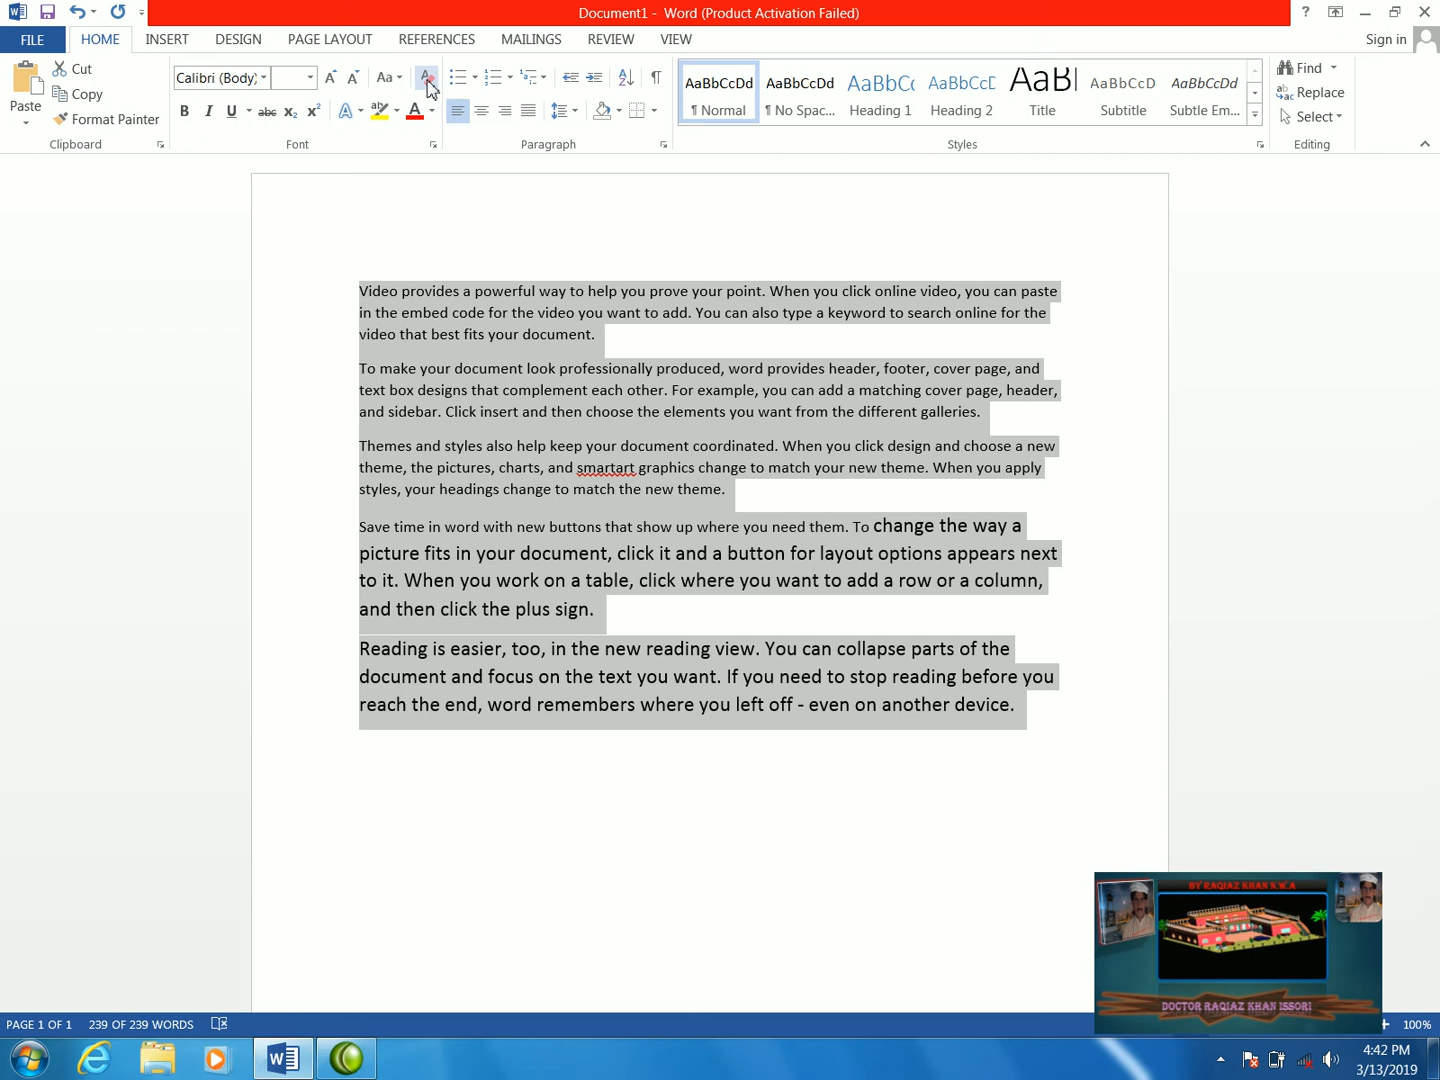 Document1 - Word (Product Activation Failed)
FILE HOME INSERT DESIGN PAGE LAYOUT REFERENCES MAILINGS REVIEW VIEW Sign in
Cut
Copy
Format Painter
Paste
Clipboard
Calibri (Body)
Font
Paragraph
AaBbCcDd AaBbCcDd AaBbCc AaBbCcD AaBl AaBbCcD AaBbCcDd
¶ Normal ¶ No Spac... Heading 1 Heading 2 Title Subtitle Subtle Em...
Styles
Find
Replace
Select
Editing
Video provides a powerful way to help you prove your point. When you click online video, you can paste
in the embed code for the video you want to add. You can also type a keyword to search online for the
video that best fits your document.
To make your document look professionally produced, word provides header, footer, cover page, and
text box designs that complement each other. For example, you can add a matching cover page, header,
and sidebar. Click insert and then choose the elements you want from the different galleries.
Themes and styles also help keep your document coordinated. When you click design and choose a new
theme, the pictures, charts, and smartart graphics change to match your new theme. When you apply
styles, your headings change to match the new theme.
Save time in word with new buttons that show up where you need them. To change the way a
picture fits in your document, click it and a button for layout options appears next
to it. When you work on a table, click where you want to add a row or a column,
and then click the plus sign.
Reading is easier, too, in the new reading view. You can collapse parts of the
document and focus on the text you want. If you need to stop reading before you
reach the end, word remembers where you left off - even on another device.
BY RAQIAZ KHAN N.W.A
DOCTOR RAQIAZ KHAN ISSORI
PAGE 1 OF 1 239 OF 239 WORDS
100%
4:42 PM
3/13/2019